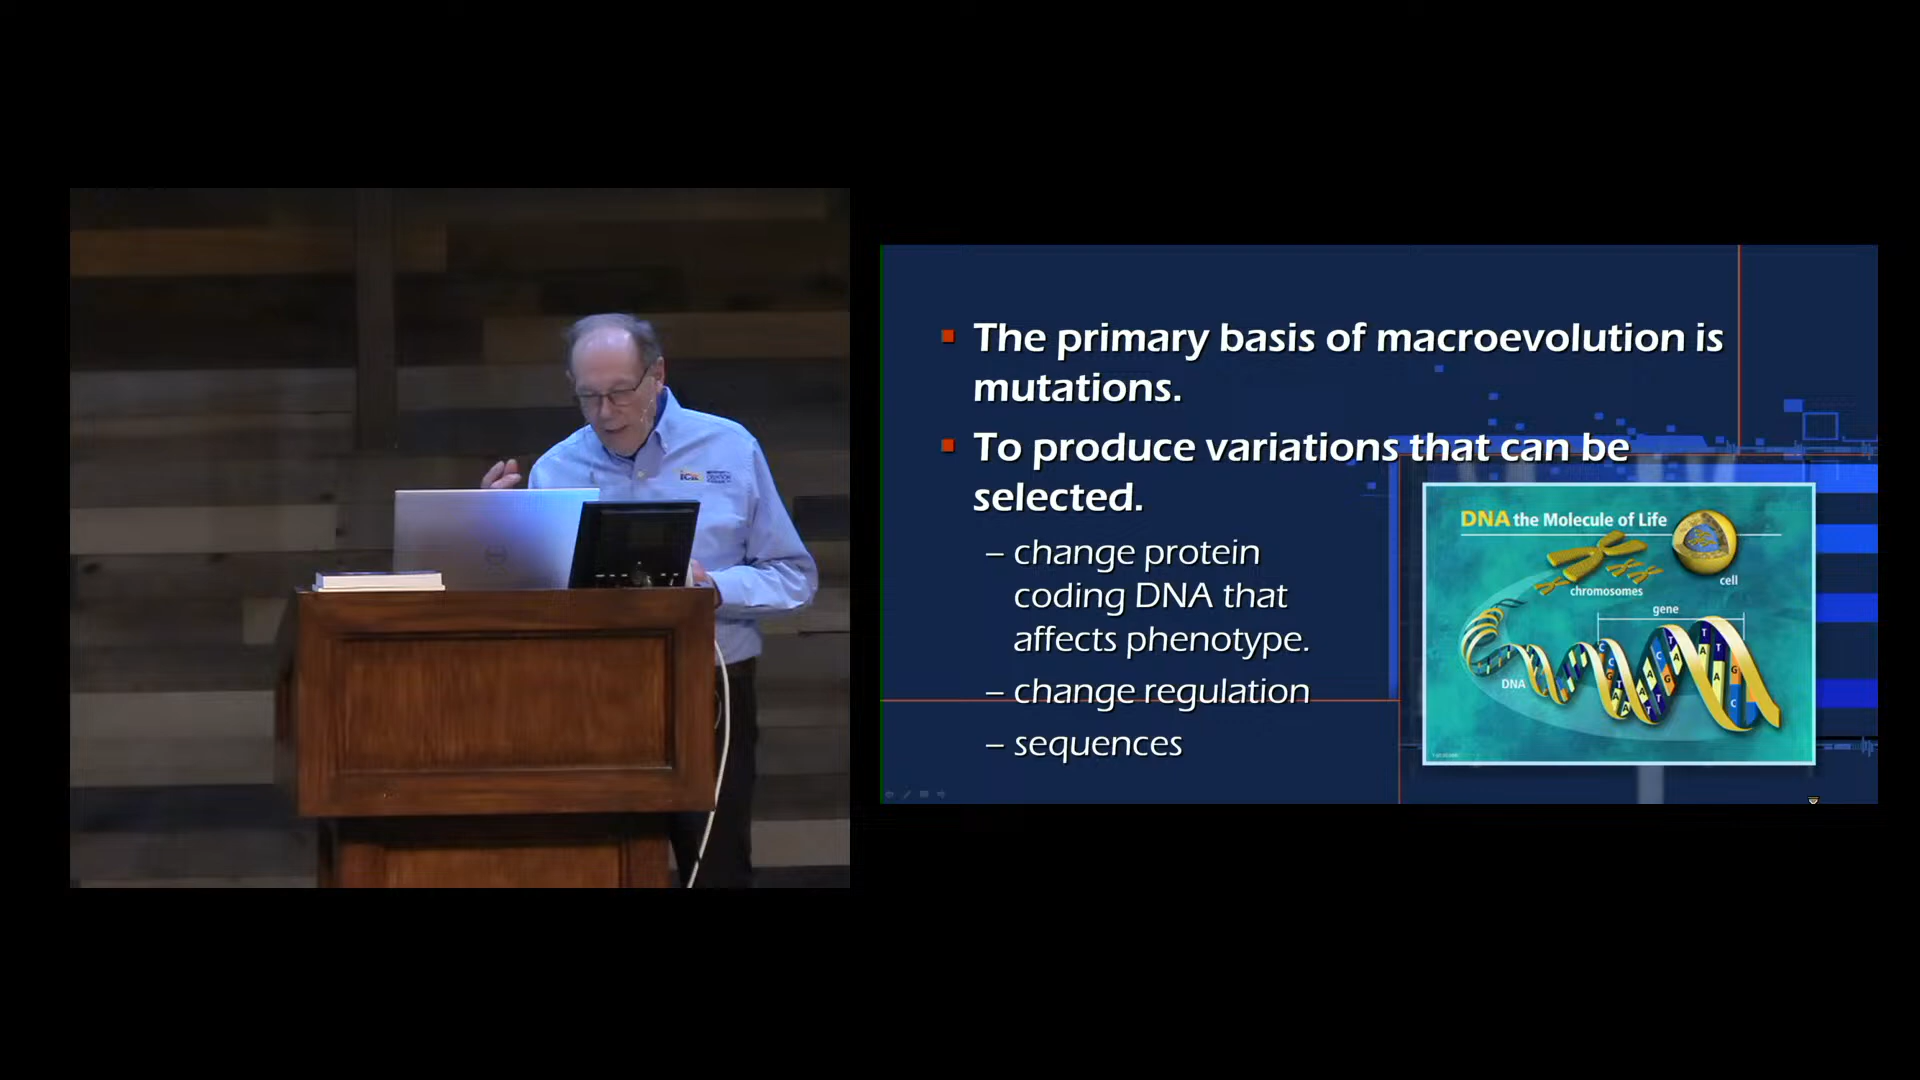 The primary basis of macroevolution is
mutations.
To produce variations that can be
selected.
– change protein
coding DNA that
affects phenotype.
– change regulation
– sequences
DNA the Molecule of Life
cell
chromosomes
gene
DNA